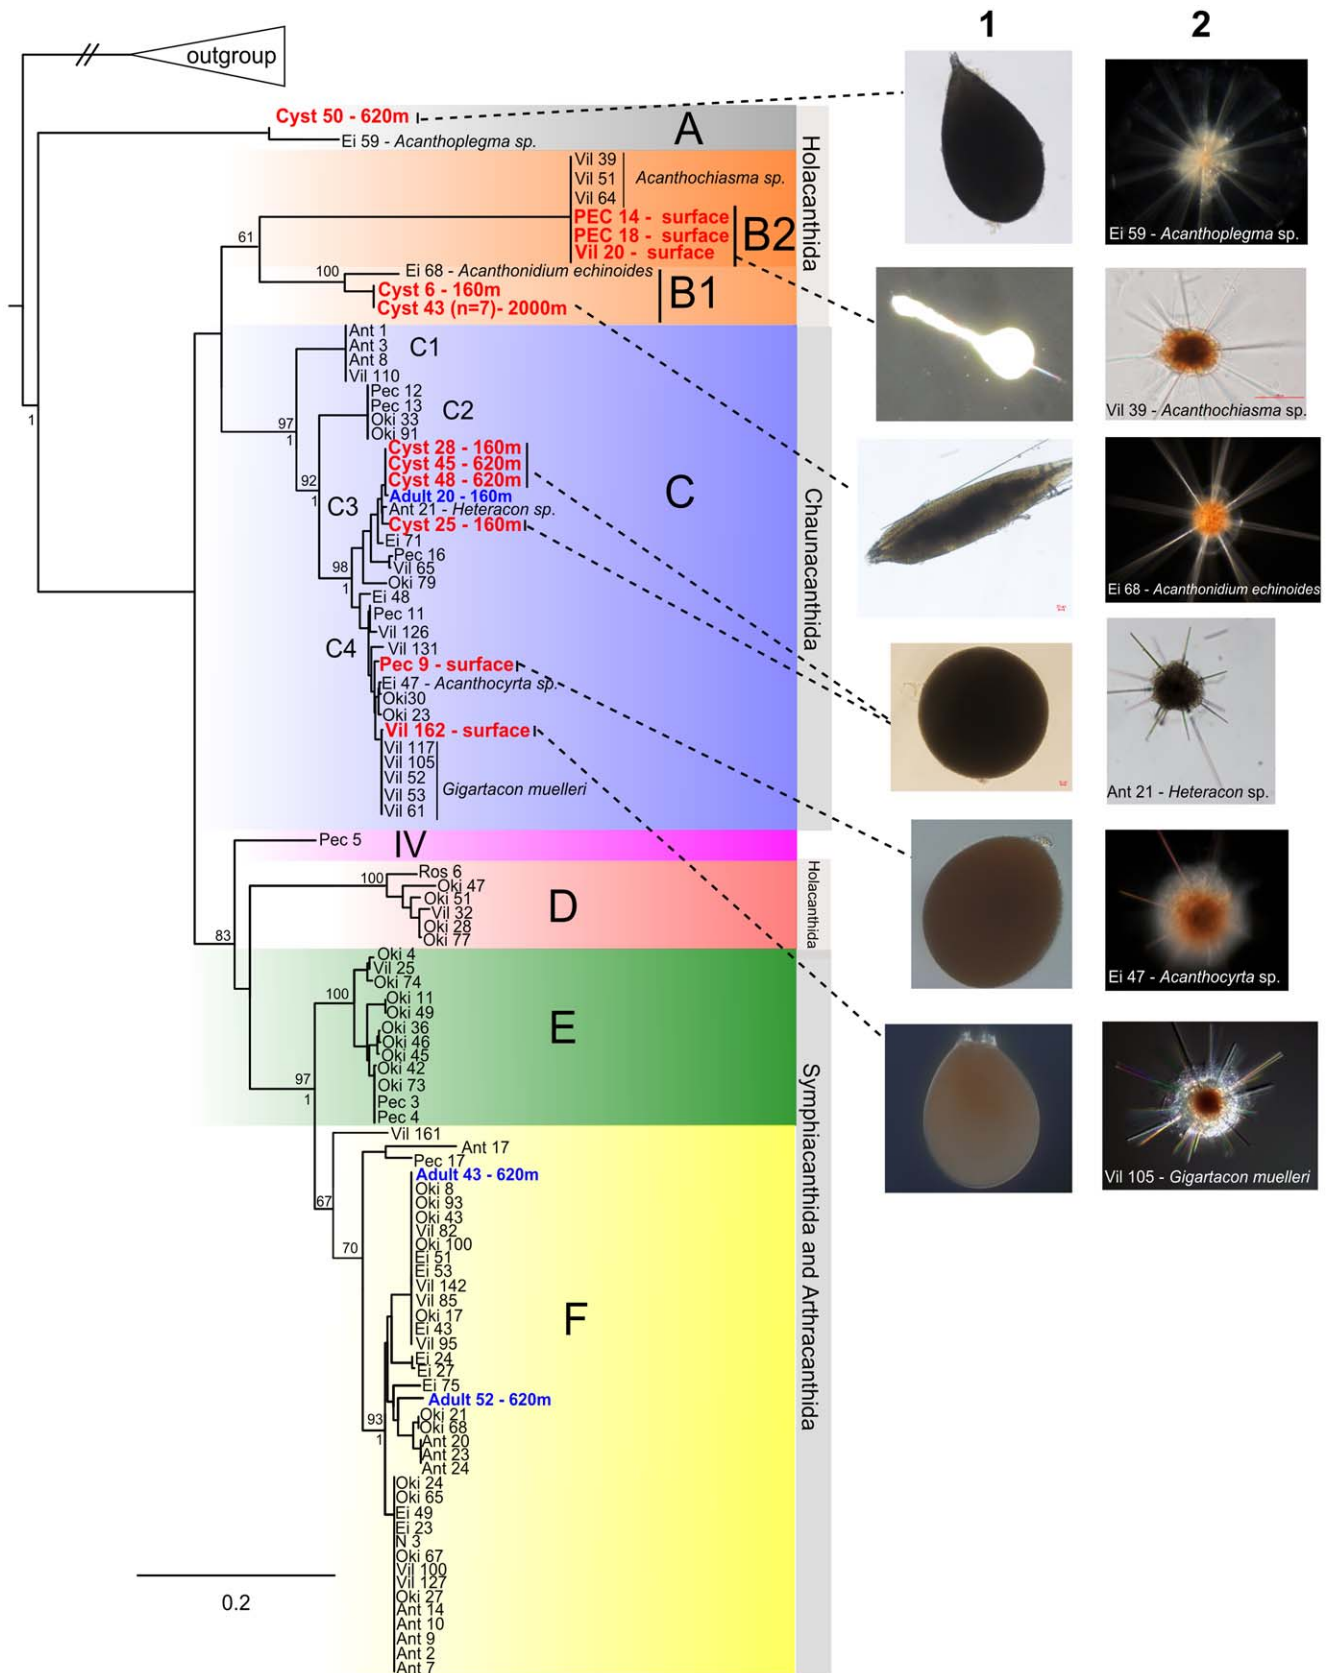 1
2
outgroup
Cyst 50 - 620m
A
Ei 59 - Acanthoplegma sp.
Holacanthida
Vil 39
Vil 51
Acanthochiasma sp.
Vil 64
PEC 14 - surface
PEC 18 - surface
Vil 20 - surface
B2
61
100
Ei 68 - Acanthonidium echinoides
Cyst 6 - 160m
Cyst 43 (n=7)- 2000m
B1
Ant 1
Ant 3
Ant 8
Vil 110
C1
Pec 12
Pec 13
Oki 33
Oki 91
C2
1
97
1
92
1
Cyst 28 - 160m
Cyst 45 - 620m
Cyst 48 - 620m
Adult 20 - 160m
Ant 21 - Heteracon sp.
Cyst 25 - 160m
C3
C
Chaunacanthida
Ei 71
Pec 16
Vil 65
Oki 79
98
1
Ei 48
Pec 11
Vil 126
Vil 131
C4
Pec 9 - surface
Ei 47 - Acanthocyrta sp.
Oki30
Oki 23
Vil 162 - surface
Vil 117
Vil 105
Vil 52
Vil 53
Vil 61
Gigartacon muelleri
Pec 5
IV
83
100
Ros 6
Oki 47
Oki 51
Vil 32
Oki 28
Oki 77
D
Holacanthida
Oki 4
Vil 25
Oki 74
100
Oki 11
Oki 49
Oki 36
Oki 46
Oki 45
Oki 42
Oki 73
Pec 3
Pec 4
E
97
1
Symphiacanthida and Arthracanthida
Vil 161
Ant 17
Pec 17
67
70
Adult 43 - 620m
Oki 8
Oki 93
Oki 43
Vil 82
Oki 100
Ei 51
Ei 53
Vil 142
Vil 85
Oki 17
Ei 43
Vil 95
F
Ei 24
Ei 27
Ei 75
Adult 52 - 620m
93
1
Oki 21
Oki 68
Ant 20
Ant 23
Ant 24
Oki 24
Oki 65
Ei 49
Ei 23
N 3
Oki 67
Vil 100
Vil 127
Oki 27
Ant 14
Ant 10
Ant 9
Ant 2
Ant 7
0.2
Ei 59 - Acanthoplegma sp.
Vil 39 - Acanthochiasma sp.
Ei 68 - Acanthonidium echinoides
Ant 21 - Heteracon sp.
Ei 47 - Acanthocyrta sp.
Vil 105 - Gigartacon muelleri